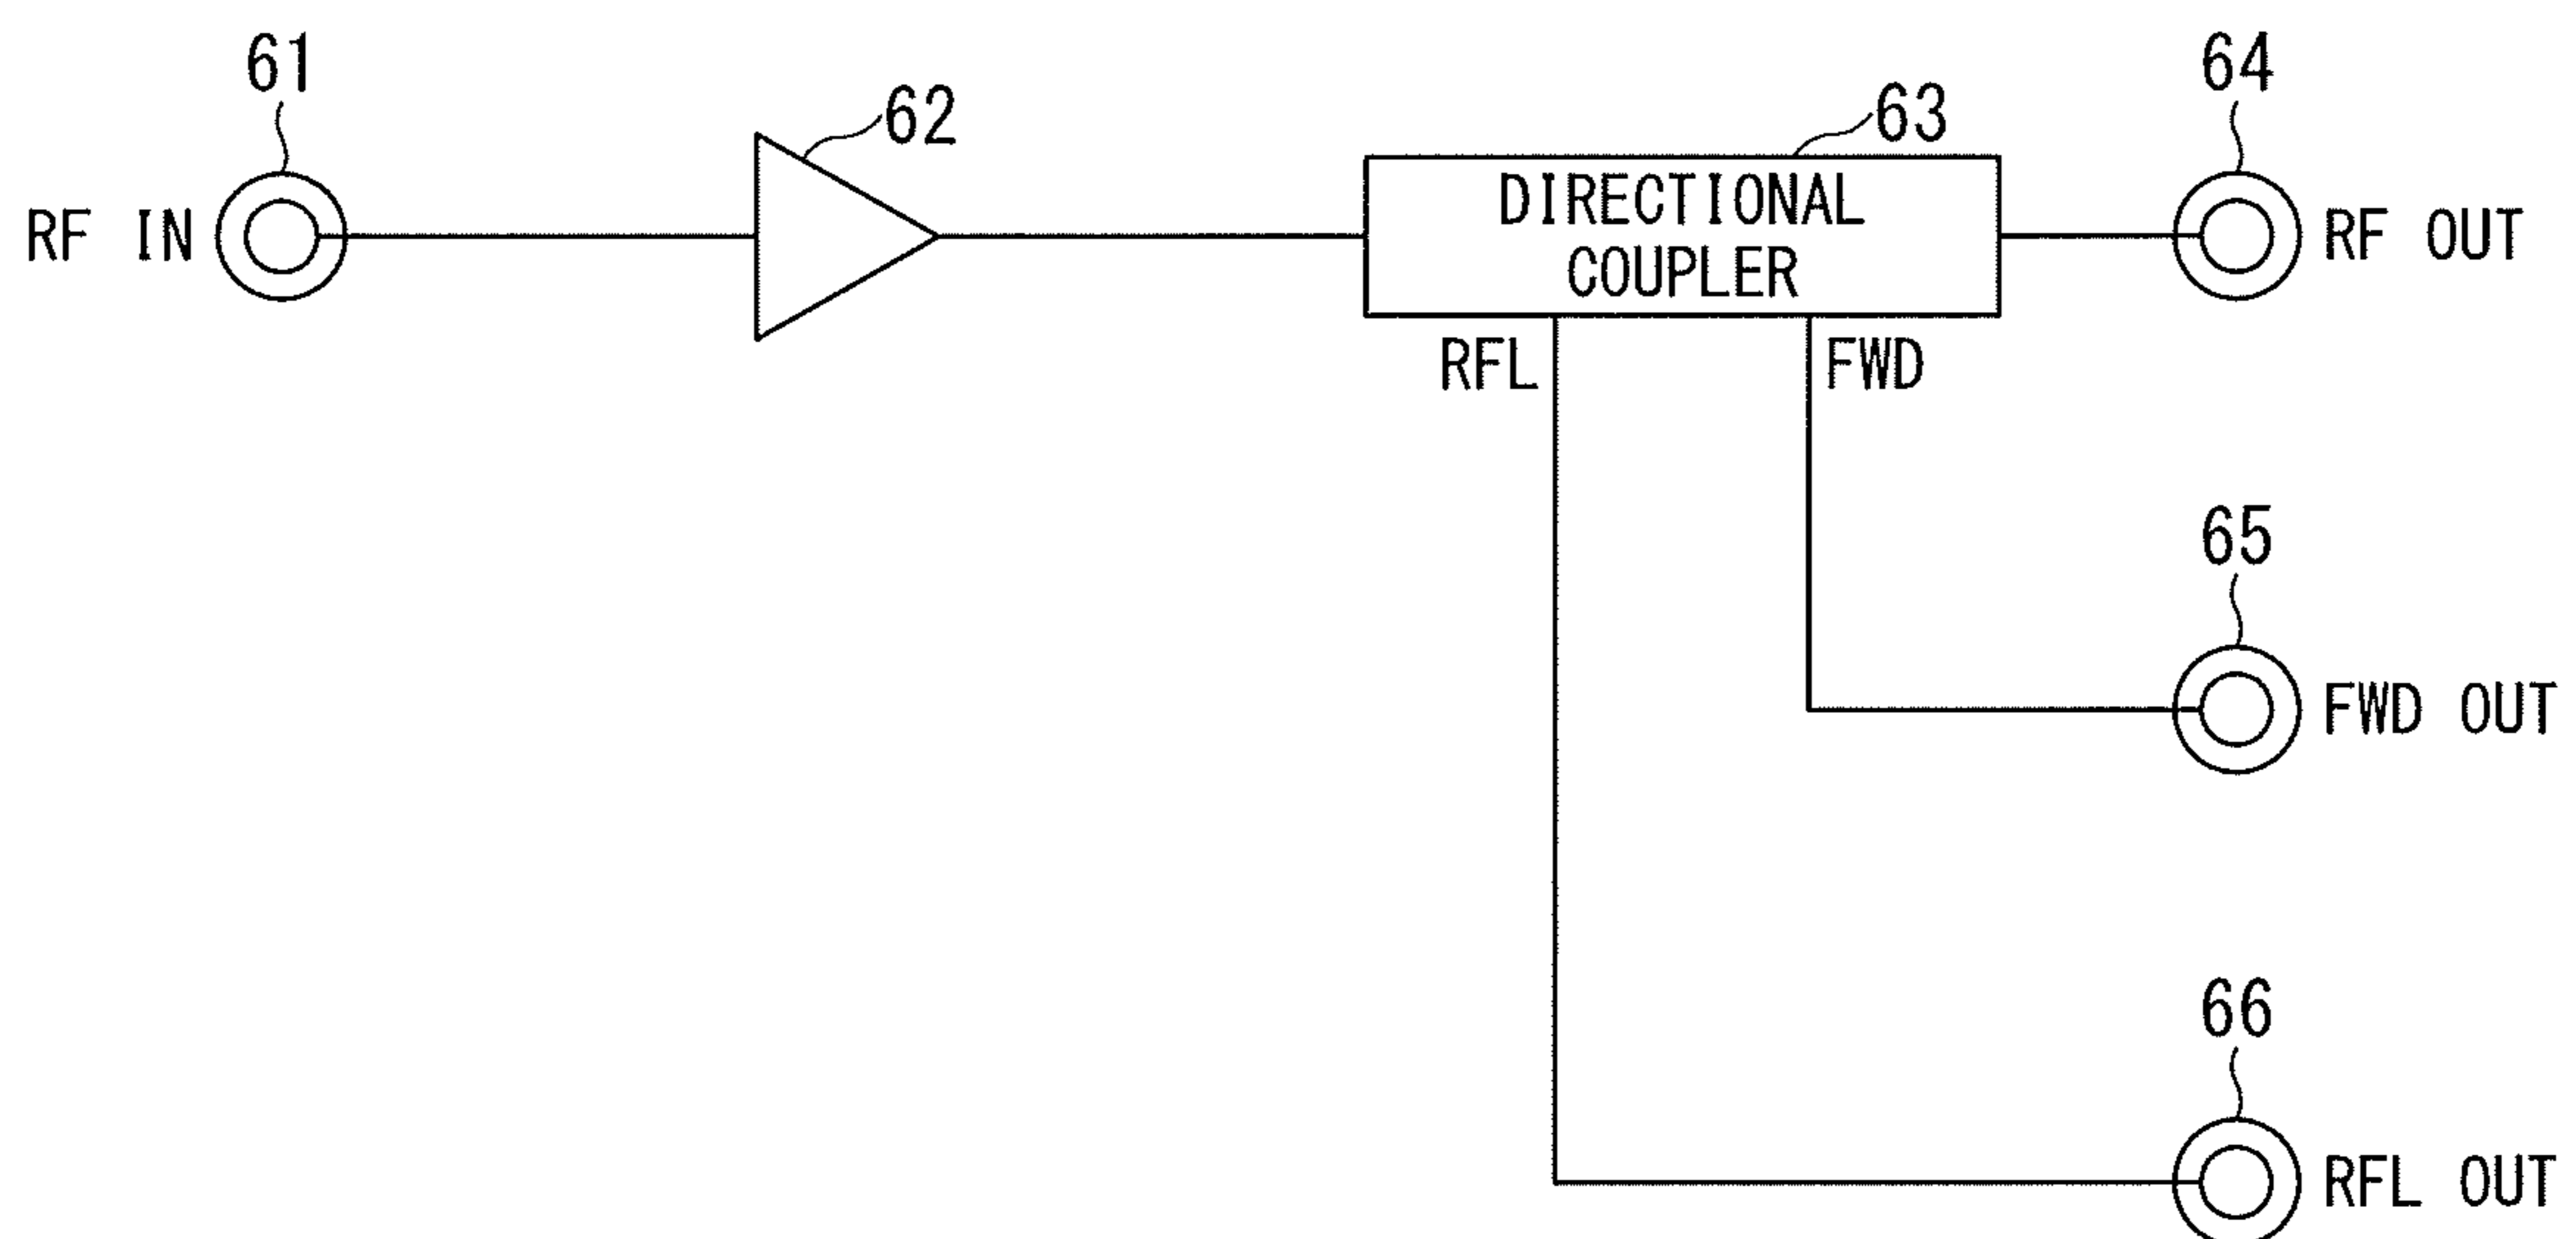 61
62
63
64
RF IN
DIRECTIONAL
COUPLER
RF OUT
RFL
FWD
65
FWD OUT
66
RFL OUT